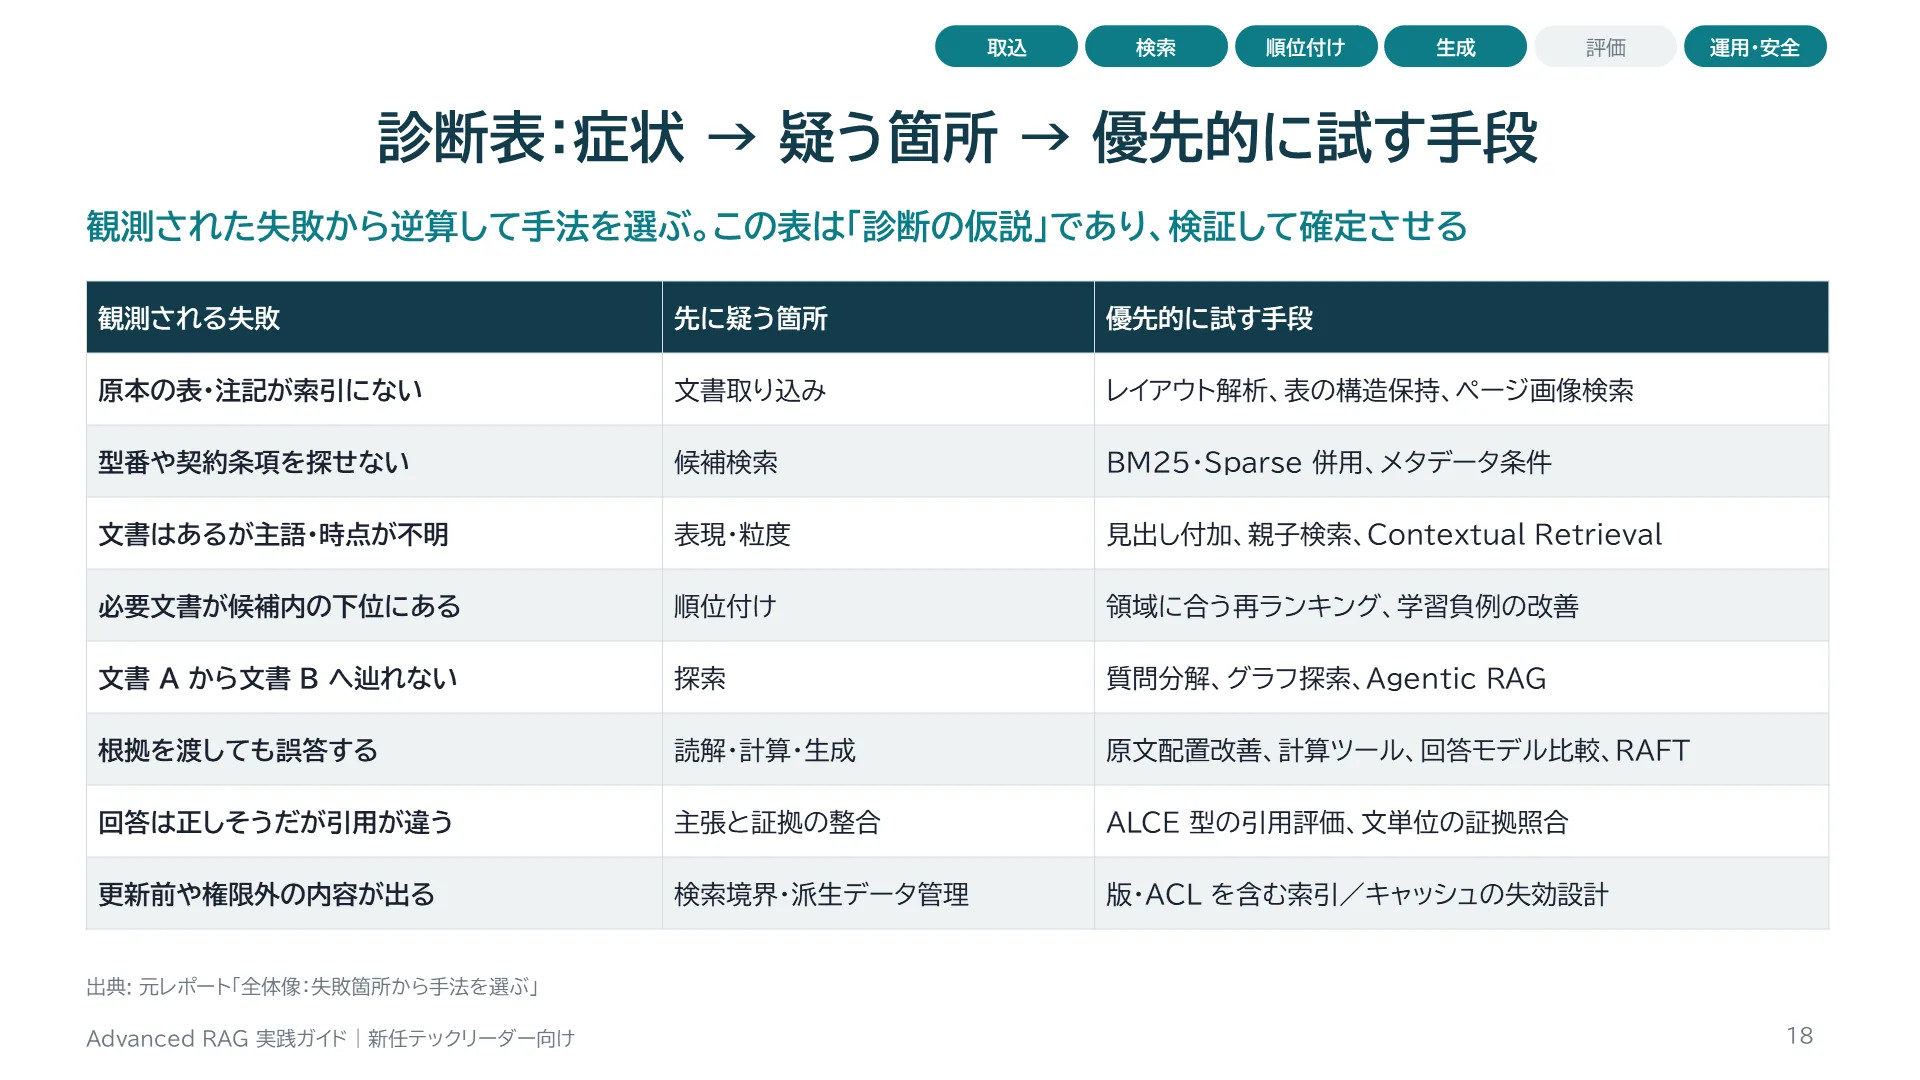 取込 検索 順位付け 生成 評価 運用・安全
診断表：症状 → 疑う箇所 → 優先的に試す手段
観測された失敗から逆算して手法を選ぶ。この表は「診断の仮説」であり、検証して確定させる
観測される失敗 先に疑う箇所 優先的に試す手段
原本の表・注記が索引にない 文書取り込み レイアウト解析、表の構造保持、ページ画像検索
型番や契約条項を探せない 候補検索 BM25・Sparse 併用、メタデータ条件
文書はあるが主語・時点が不明 表現・粒度 見出し付加、親子検索、Contextual Retrieval
必要文書が候補内の下位にある 順位付け 領域に合う再ランキング、学習負例の改善
文書 A から文書 B へ辿れない 探索 質問分解、グラフ探索、Agentic RAG
根拠を渡しても誤答する 読解・計算・生成 原文配置改善、計算ツール、回答モデル比較、RAFT
回答は正しそうだが引用が違う 主張と証拠の整合 ALCE 型の引用評価、文単位の証拠照合
更新前や権限外の内容が出る 検索境界・派生データ管理 版・ACL を含む索引／キャッシュの失効設計
出典: 元レポート「全体像：失敗箇所から手法を選ぶ」
Advanced RAG 実践ガイド｜新任テックリーダー向け
18